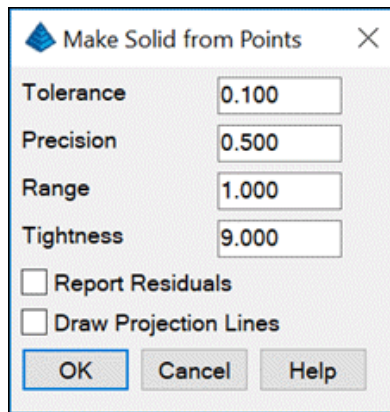 Make Solid from Points
Tolerance 0.100
Precision 0.500
Range 1.000
Tightness 9.000
Report Residuals
Draw Projection Lines
OK Cancel Help